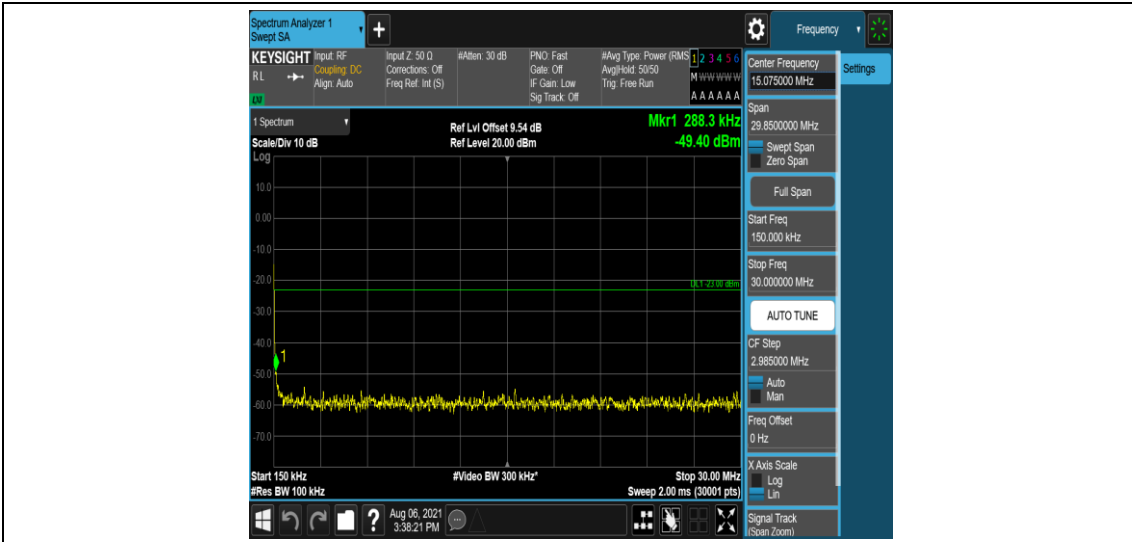 Spectrum Analyzer 1
Swept SA
+
Frequency
KEYSIGHT
Input: RF
Input Z: 50 Ω
#Atten: 30 dB
PNO: Fast
#Avg Type: Power (RMS
1 2 3 4 5 6
RL
Coupling: DC
Corrections: Off
Gate: Off
Avg|Hold: 50/50
M W W W W W
Align: Auto
Freq Ref: Int (S)
IF Gain: Low
Trig: Free Run
Sig Track: Off
A A A A A A
LXI
1 Spectrum
Ref Lvl Offset 9.54 dB
Mkr1 288.3 kHz
Scale/Div 10 dB
Ref Level 20.00 dBm
-49.40 dBm
Log
10.0
0.00
-10.0
-20.0
DL1 -23.00 dBm
-30.0
-40.0
1
-50.0
-60.0
-70.0
Start 150 kHz
#Video BW 300 kHz*
Stop 30.00 MHz
#Res BW 100 kHz
Sweep 2.00 ms (30001 pts)
?
Aug 06, 2021
3:38:21 PM
Center Frequency
15.075000 MHz
Settings
Span
29.8500000 MHz
Swept Span
Zero Span
Full Span
Start Freq
150.000 kHz
Stop Freq
30.000000 MHz
AUTO TUNE
CF Step
2.985000 MHz
Auto
Man
Freq Offset
0 Hz
X Axis Scale
Log
Lin
Signal Track
(Span Zoom)